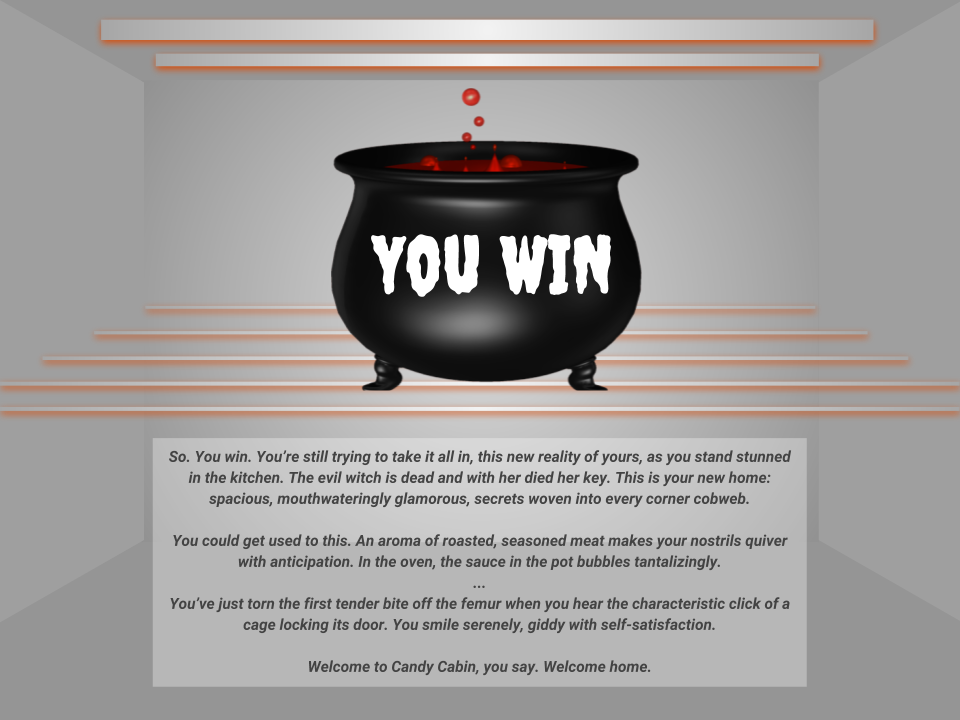 YOU WIN
So. You win. You're still trying to take it all in, this new reality of yours, as you stand stunned
in the kitchen. The evil witch is dead and with her died her key. This is your new home:
spacious, mouthwateringly glamorous, secrets woven into every corner cobweb.
You could get used to this. An aroma of roasted, seasoned meat makes your nostrils quiver
with anticipation. In the oven, the sauce in the pot bubbles tantalizingly.
...
You've just torn the first tender bite off the femur when you hear the characteristic click of a
cage locking its door. You smile serenely, giddy with self-satisfaction.
Welcome to Candy Cabin, you say. Welcome home.